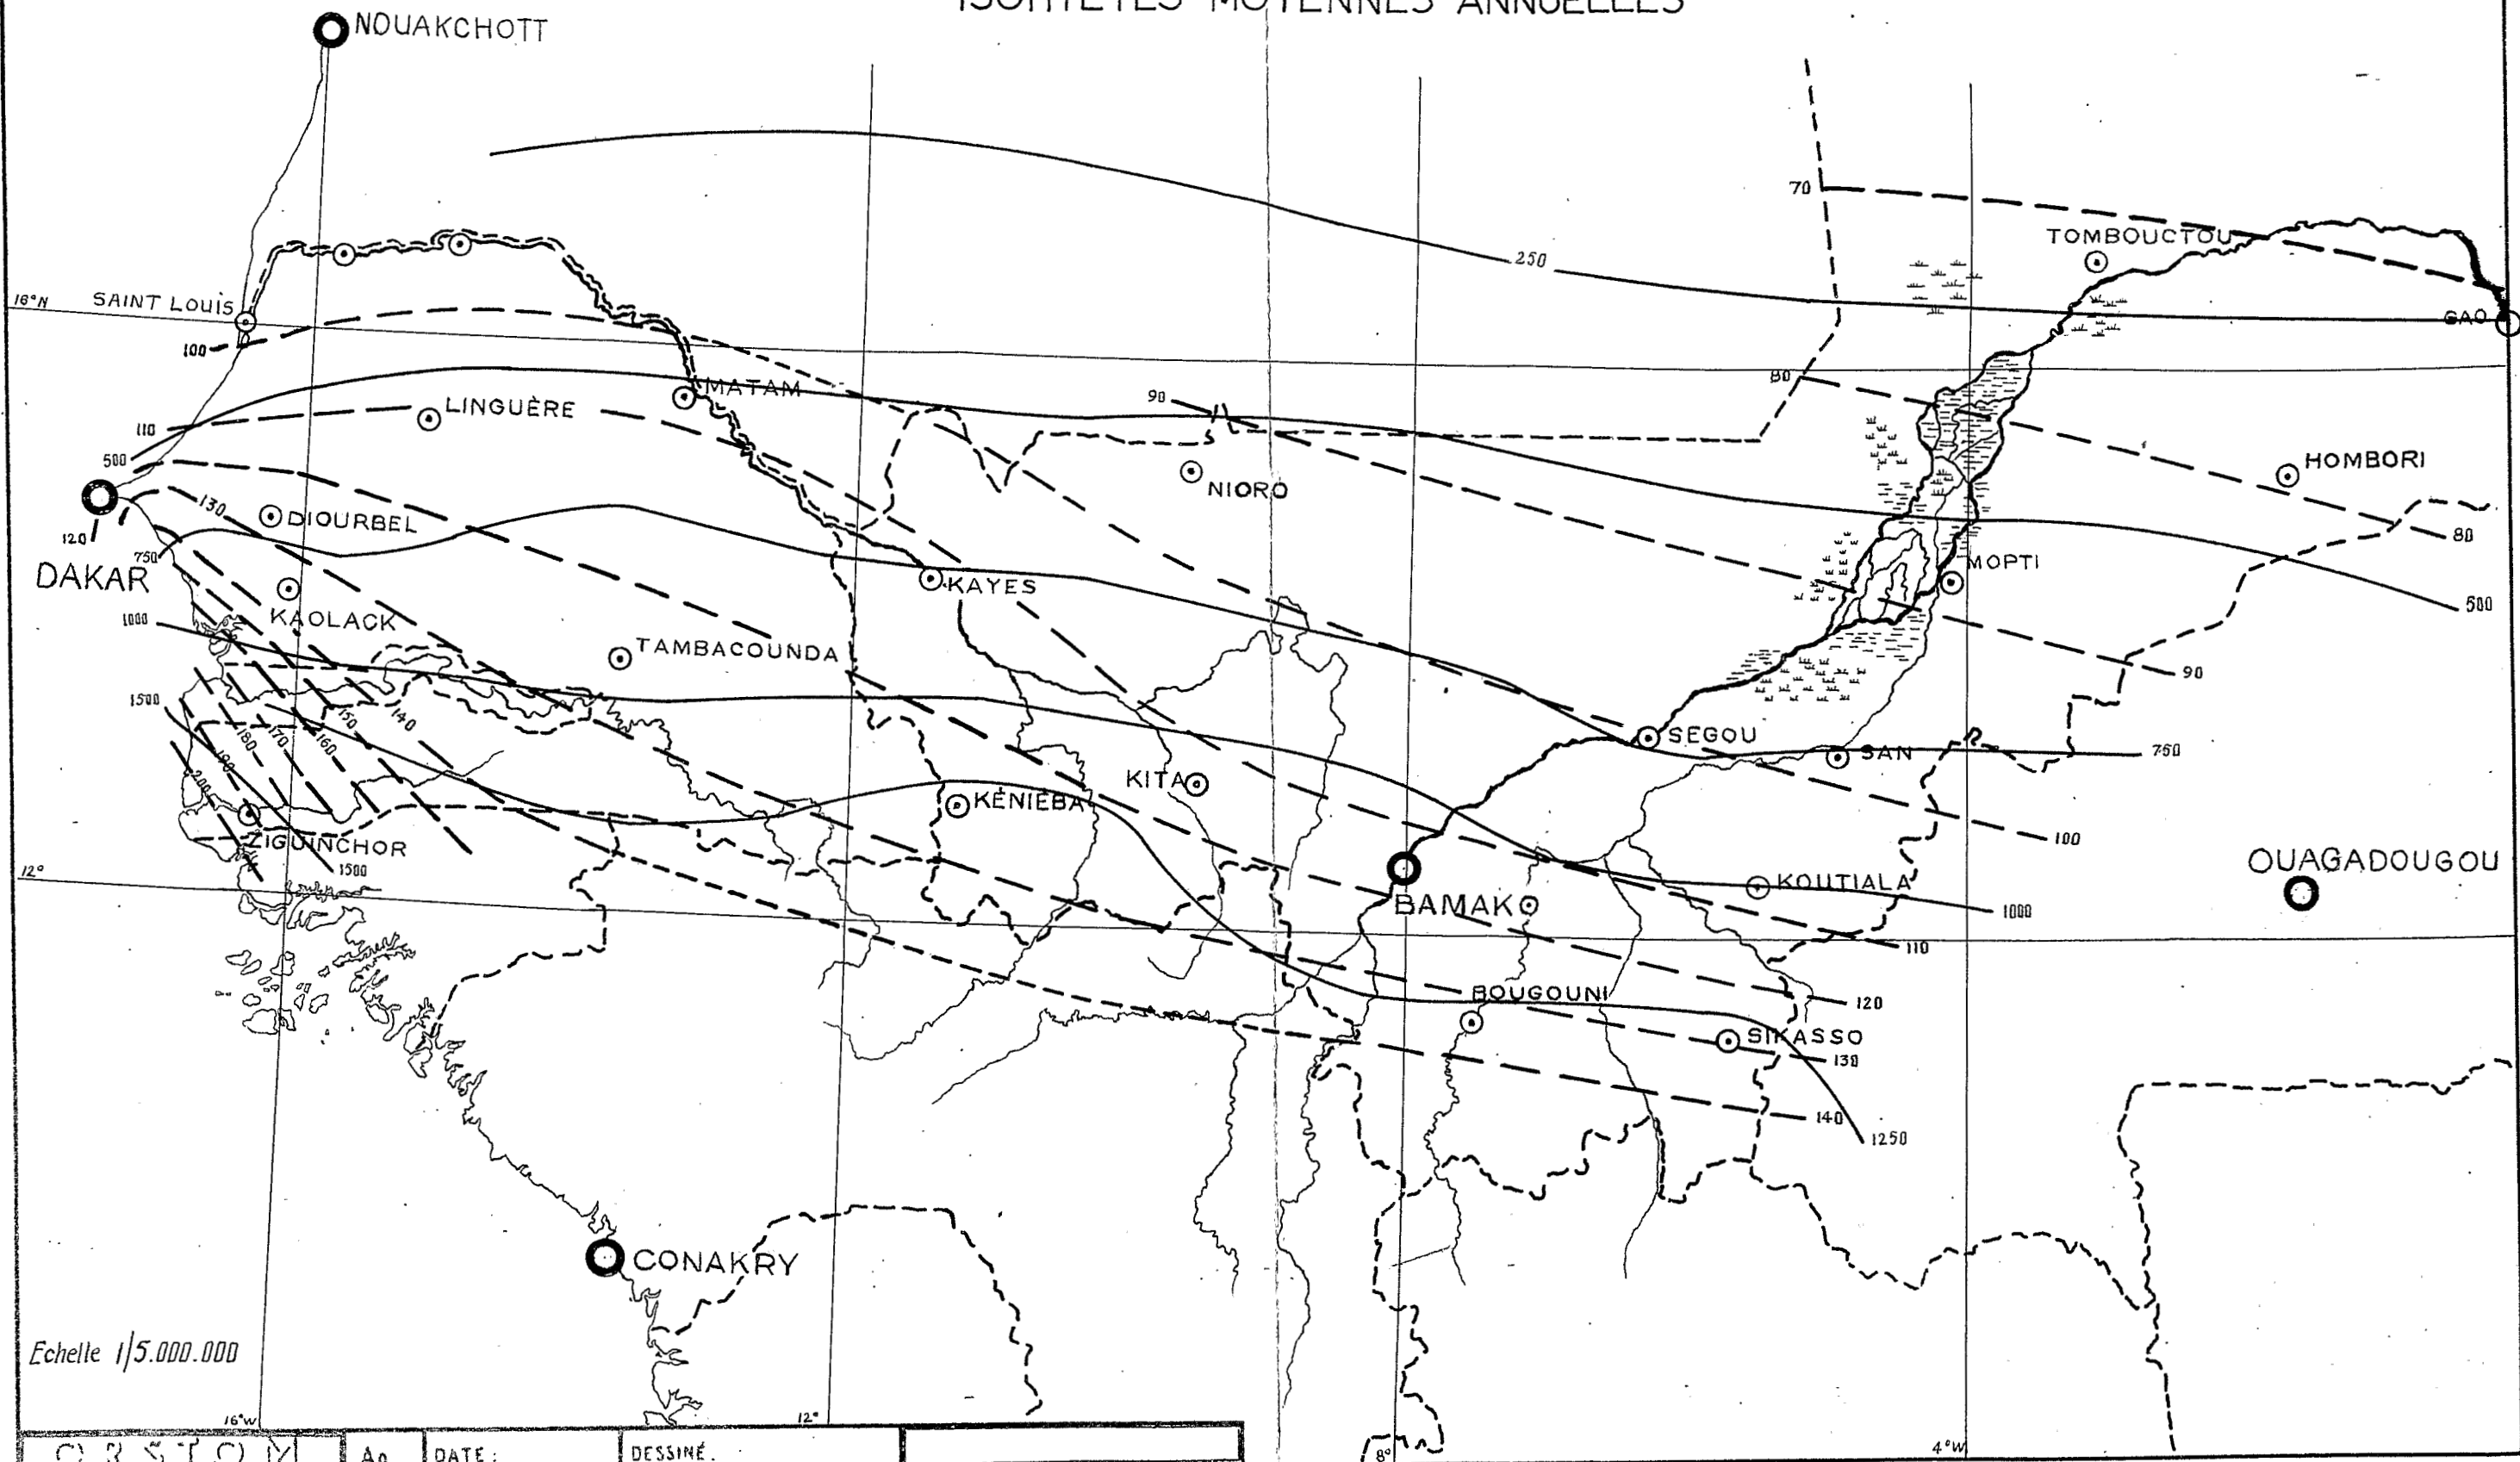 ISOHYETES MOYENNES ANNUELLES
NOUAKCHOTT
70
TOMBOUCTOU
250
16°N
SAINT LOUIS
GAO
100
80
MATAM
90
LINGUÈRE
110
500
HOMBORI
NIORO
130
DIOURBEL
120
80
750
MOPTI
DAKAR
KAYES
500
KAOLACK
1000
TAMBACOUNDA
90
1500
140
150
160
170
180
190
200
SEGOU
SAN
750
KITA
KÉNIÉBA
100
ZIGUINCHOR
1500
12°
OUAGADOUGOU
KOUTIALA
BAMAKO
1000
110
BOUGOUNI
120
SIKASSO
130
140
1250
CONAKRY
Echelle 1/5.000.000
16°W
12°
8°
4°W
O R S T O M
DATE:
DESSINÉ.